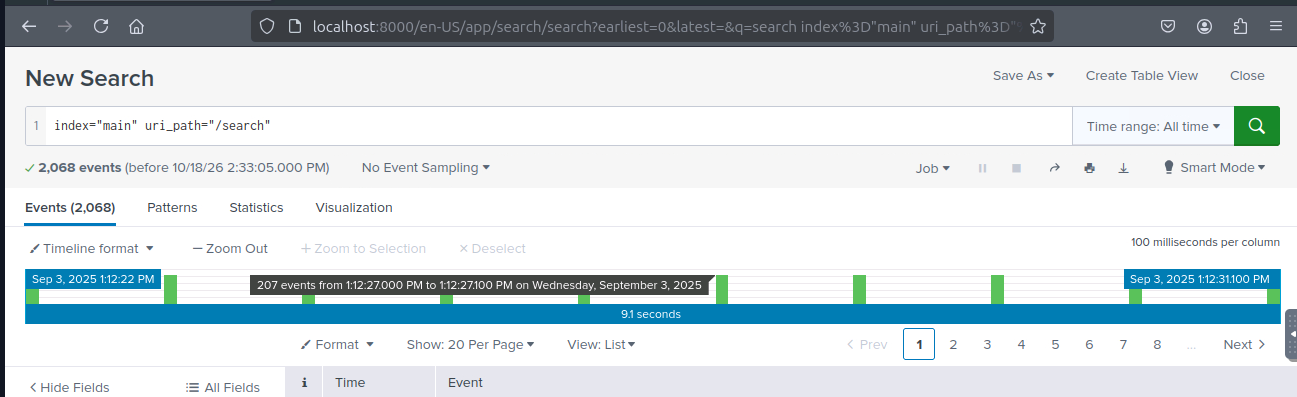 localhost:8000/en-US/app/search/search?earliest=0&latest=&q=search index%3D"main" uri_path%3D"
New Search
Save As Create Table View Close
1 index="main" uri_path="/search" Time range: All time
2,068 events (before 10/18/26 2:33:05.000 PM) No Event Sampling Job Smart Mode
Events (2,068) Patterns Statistics Visualization
Timeline format Zoom Out Zoom to Selection Deselect 100 milliseconds per column
Sep 3, 2025 1:12:22 PM 207 events from 1:12:27.000 PM to 1:12:27.100 PM on Wednesday, September 3, 2025 Sep 3, 2025 1:12:31.100 PM
9.1 seconds
Format Show: 20 Per Page View: List Prev 1 2 3 4 5 6 7 8 ... Next
Hide Fields All Fields i Time Event